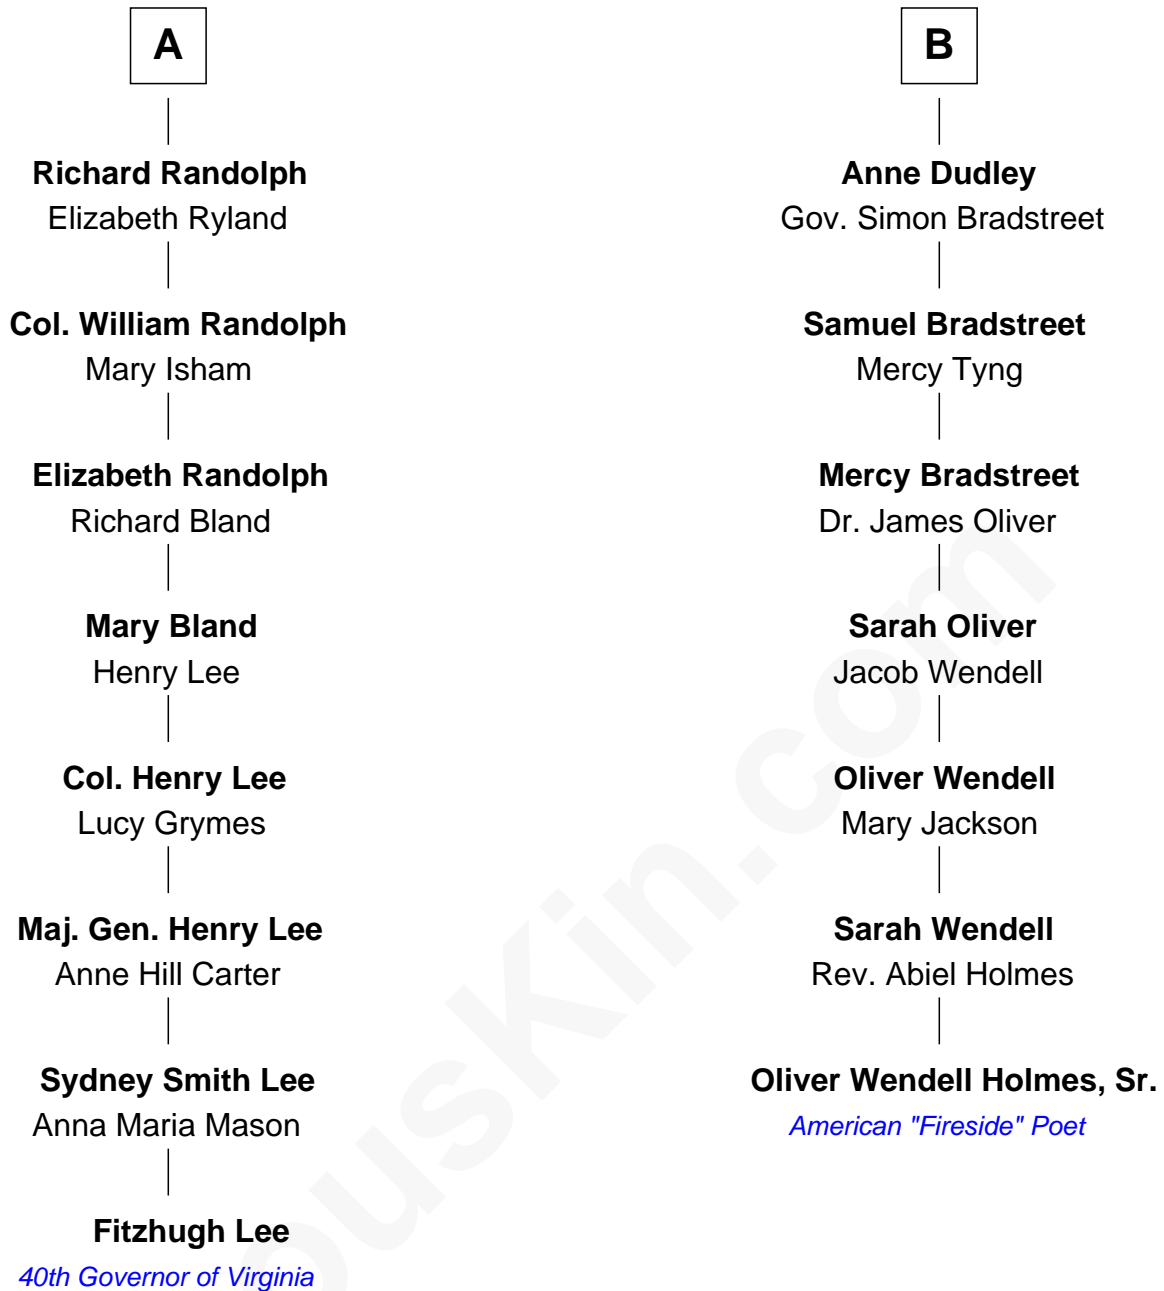 A
Richard Randolph
Elizabeth Ryland
Col. William Randolph
Mary Isham
Elizabeth Randolph
Richard Bland
Mary Bland
Henry Lee
Col. Henry Lee
Lucy Grymes
Maj. Gen. Henry Lee
Anne Hill Carter
Sydney Smith Lee
Anna Maria Mason
Fitzhugh Lee
40th Governor of Virginia
B
Anne Dudley
Gov. Simon Bradstreet
Samuel Bradstreet
Mercy Tyng
Mercy Bradstreet
Dr. James Oliver
Sarah Oliver
Jacob Wendell
Oliver Wendell
Mary Jackson
Sarah Wendell
Rev. Abiel Holmes
Oliver Wendell Holmes, Sr.
American "Fireside" Poet
ousKin.com